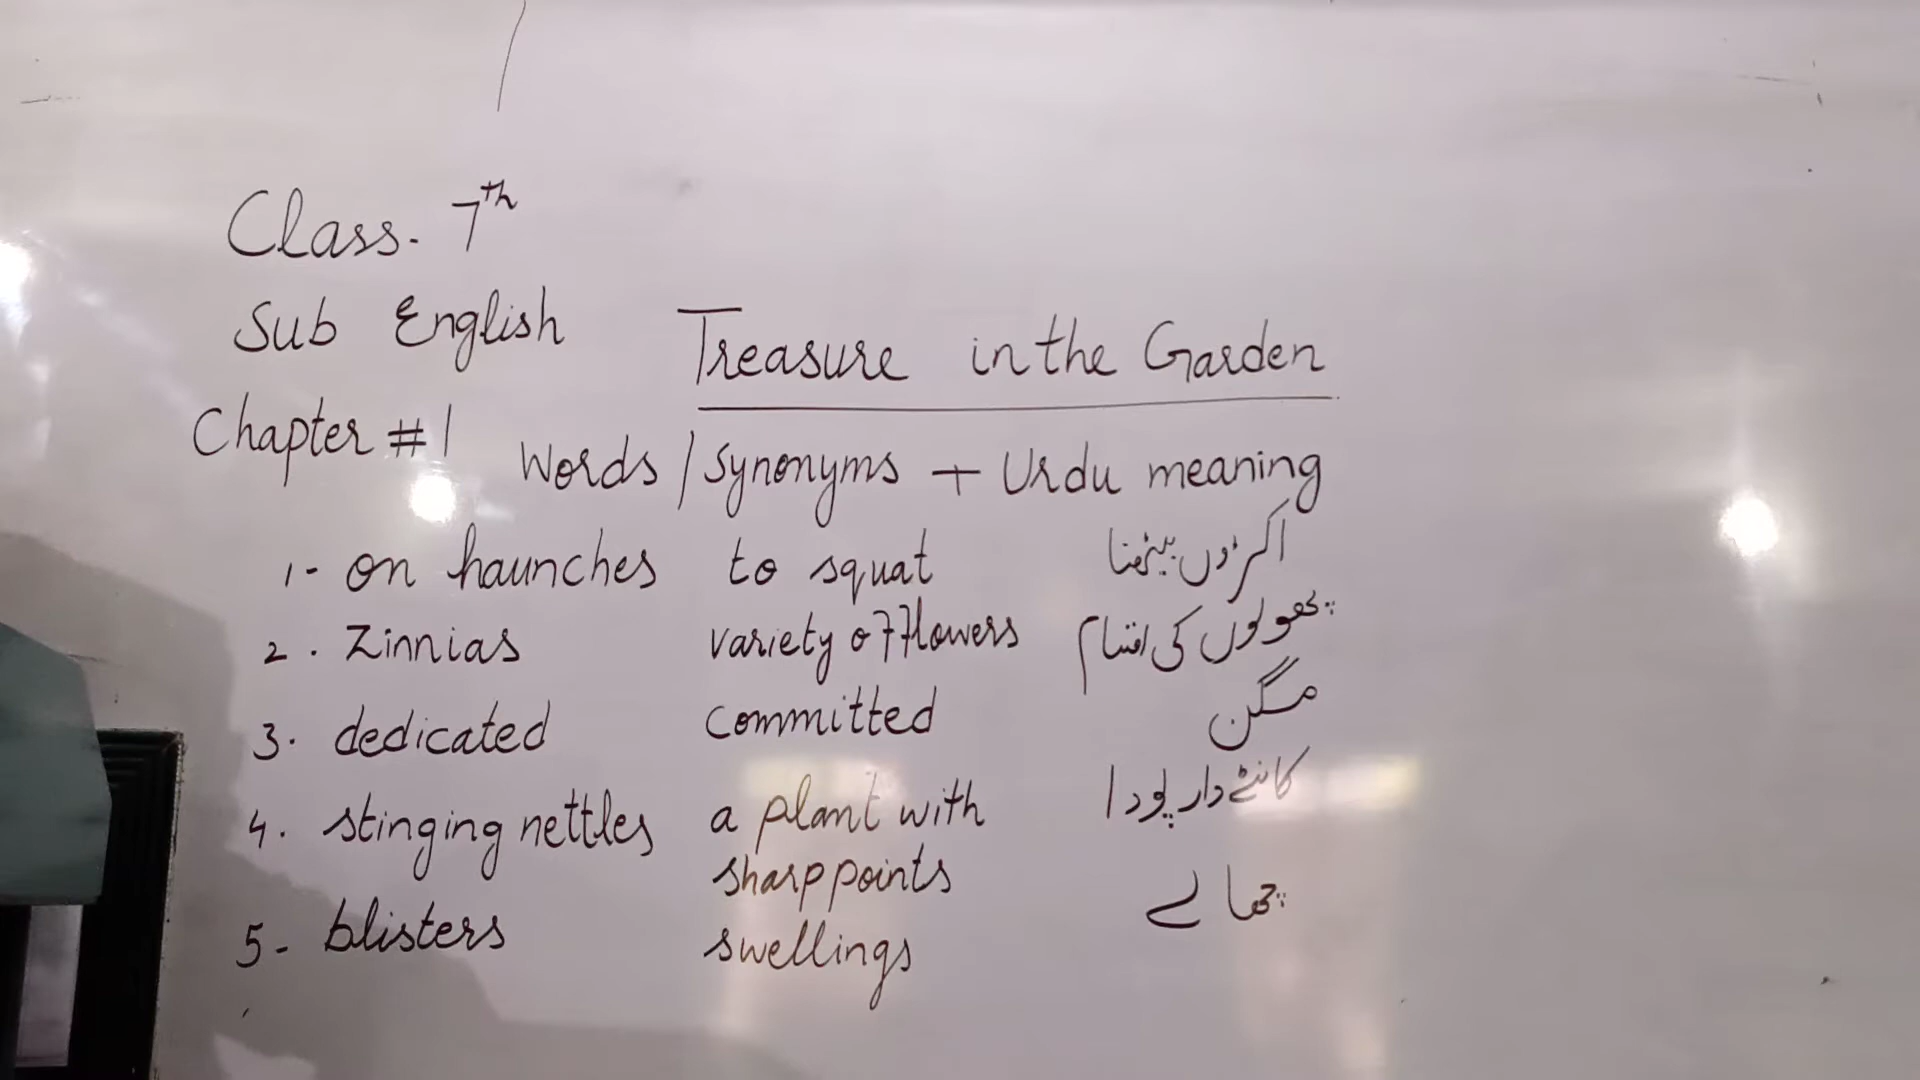 Class. 7th
Sub English
Treasure in the Garden
Chapter #1
Words / Synonyms + Urdu meaning
1- on haunches to squat اکڑوں بیٹھنا
2. Zinnias variety of flowers پھولوں کی اقسام
3. dedicated committed مگن
4. stinging nettles a plant with کانٹے دار پودا
sharp points
5- blisters swellings چھالے